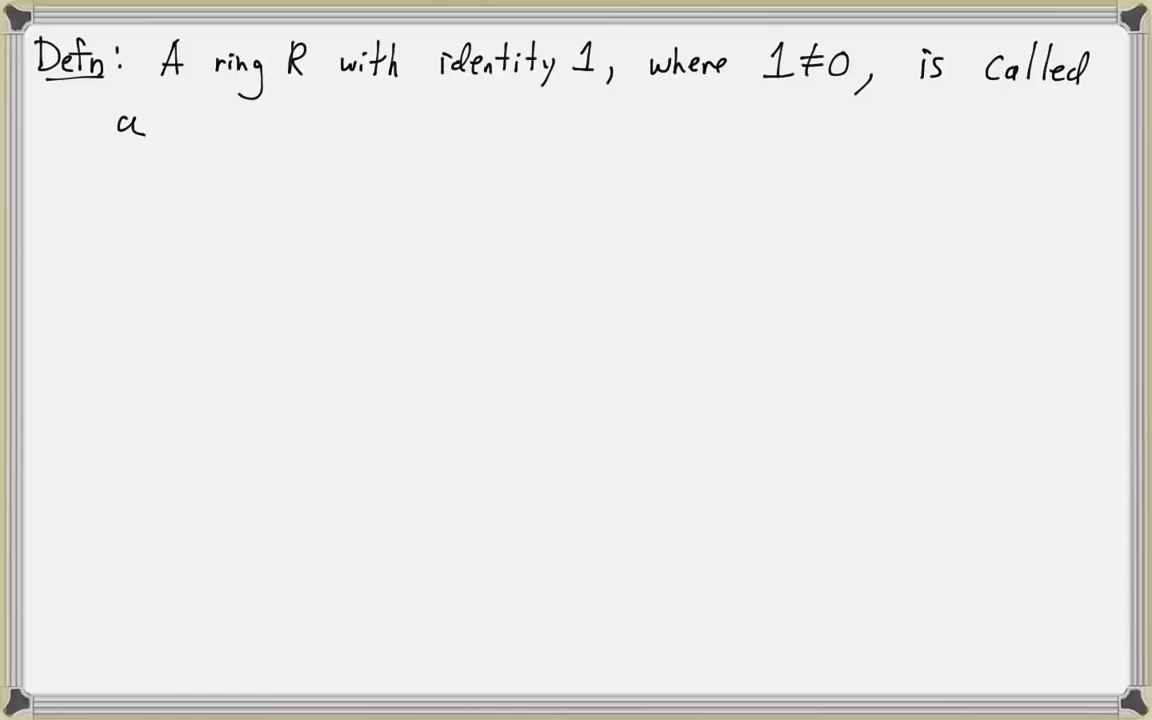 Defn: A ring R with identity 1, where 1≠0, is called
a